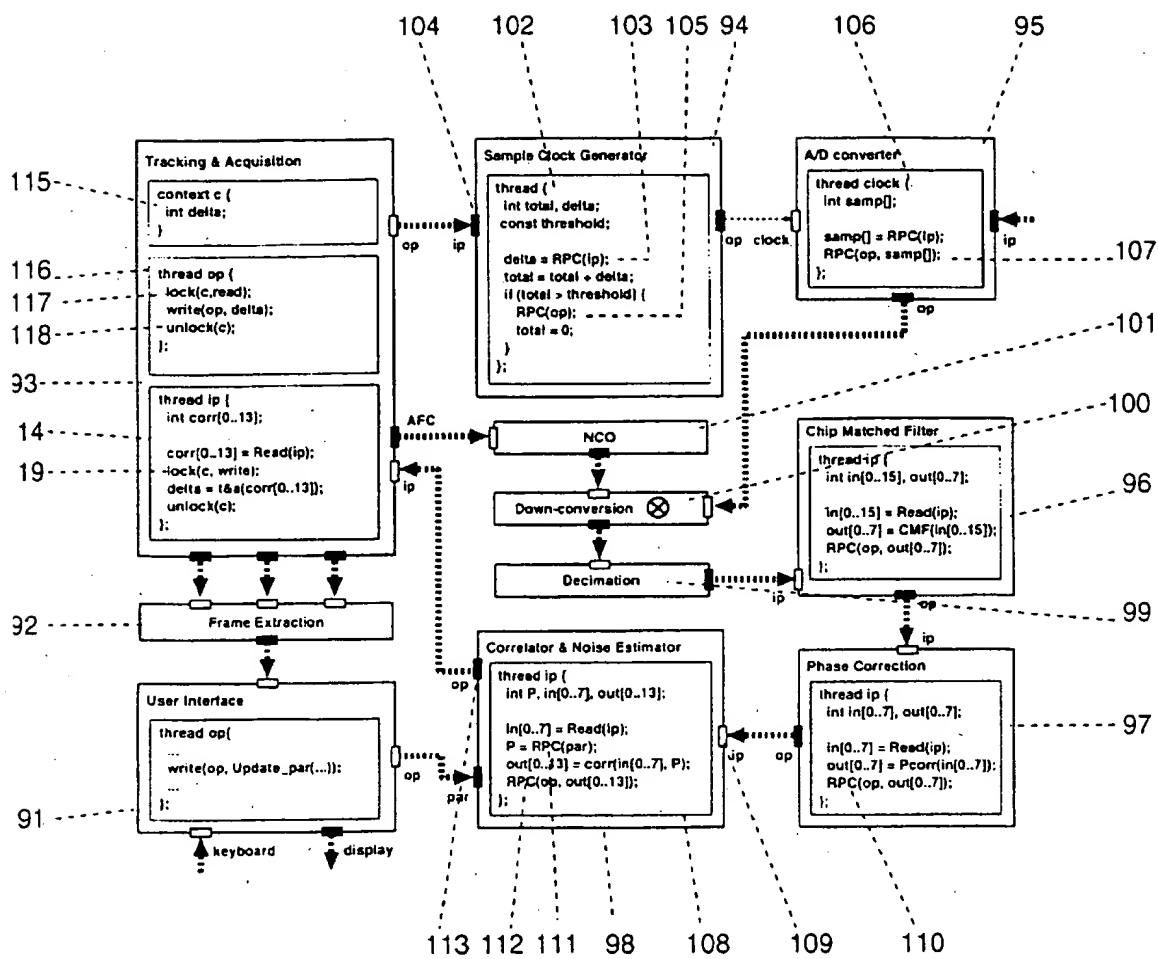 104
102
103
105
94
106
95
Tracking & Acquisition
115
context c {
int delta;
}
op
ip
116
thread op {
117
lock(c,read);
write(op, delta);
118
unlock(c);
};
93
thread ip {
int corr[0..13];
14
corr[0..13] = Read(ip);
19
lock(c, write);
delta = t&a(corr[0..13]);
unlock(c);
};
AFC
ip
Sample Clock Generator
thread {
int total, delta;
const threshold;
delta = RPC(ip);
total = total + delta;
if (total > threshold) {
RPC(op);
total = 0;
}
};
op
clock
A/D converter
thread clock {
int samp[];
samp[] = RPC(ip);
RPC(op, samp[]);
};
ip
107
op
101
100
NCO
Down-conversion
Decimation
ip
Chip Matched Filter
thread ip {
int in[0..15], out[0..7];
in[0..15] = Read(ip);
out[0..7] = CMF(in[0..15]);
RPC(op, out[0..7]);
};
96
op
99
ip
92
Frame Extraction
User Interface
thread op{
...
write(op, Update_par(...));
...
};
op
91
keyboard
display
Correlator & Noise Estimator
op
thread ip {
int P, in[0..7], out[0..13];
in[0..7] = Read(ip);
P = RPC(par);
out[0..13] = corr(in[0..7], P);
RPC(op, out[0..13]);
};
par
ip
op
Phase Correction
thread ip {
int in[0..7], out[0..7];
in[0..7] = Read(ip);
out[0..7] = Pcorr(in[0..7]);
RPC(op, out[0..7]);
};
97
113
112
111
98
108
109
110